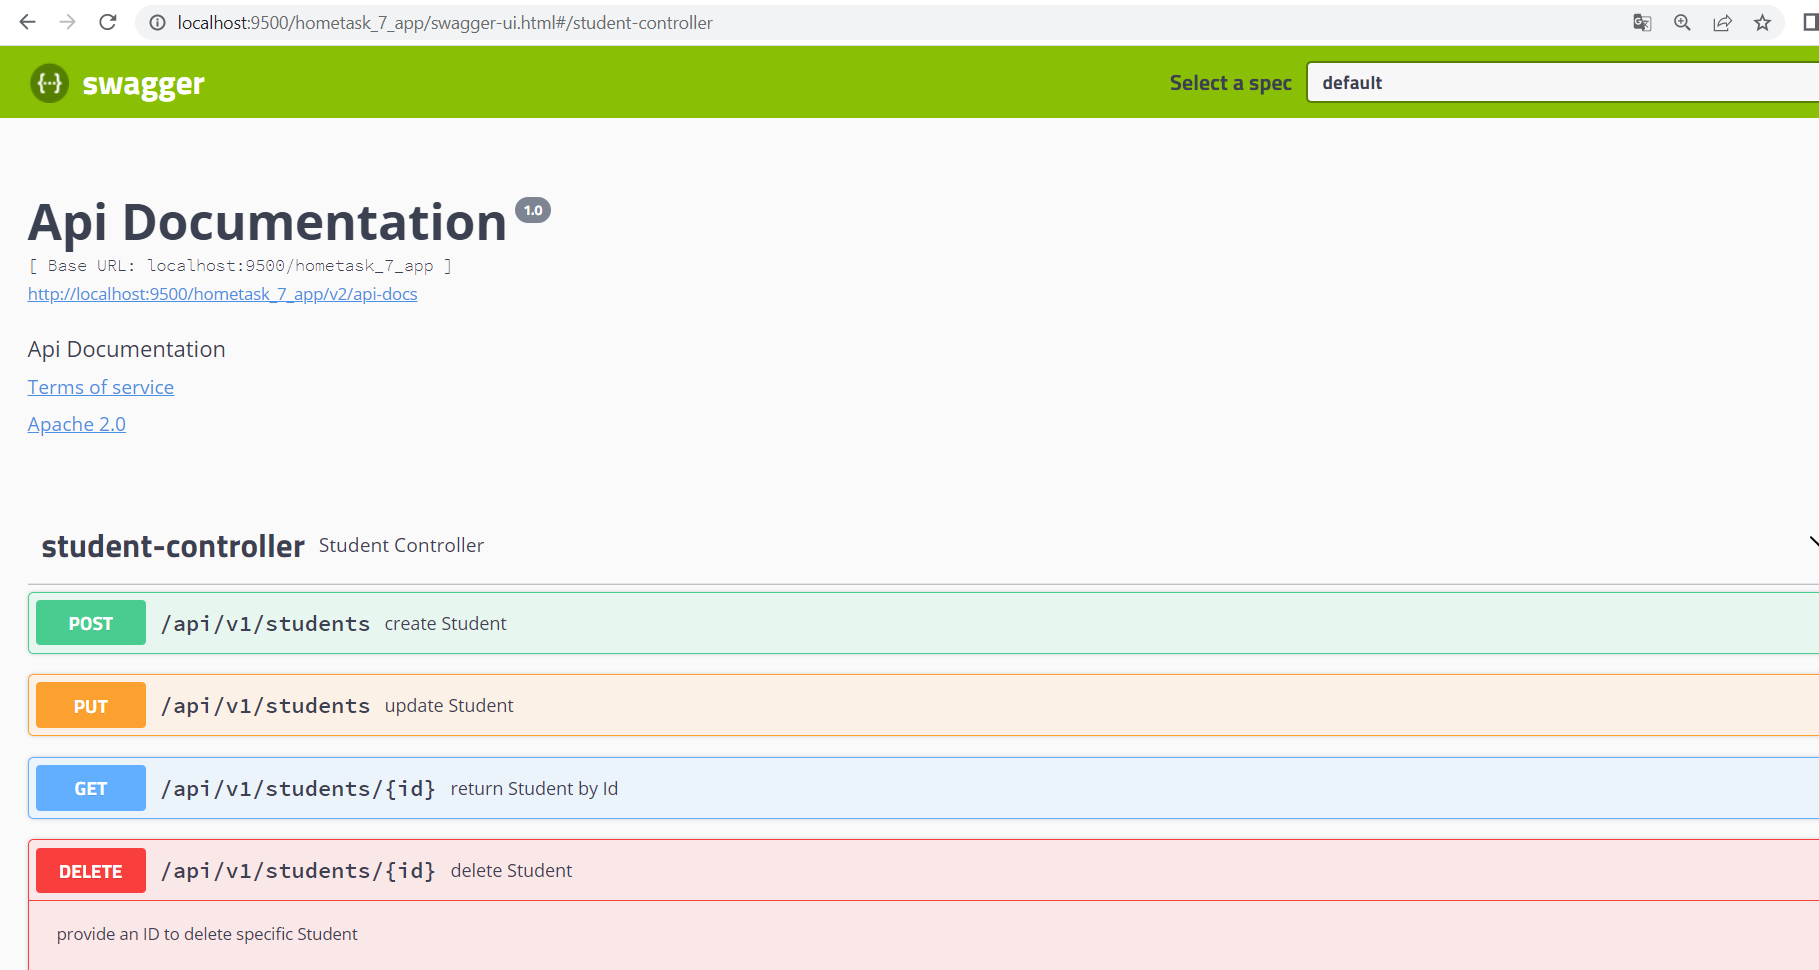 localhost:9500/hometask_7_app/swagger-ui.html#/student-controller
{···} swagger Select a spec default
Api Documentation 1.0
[ Base URL: localhost:9500/hometask_7_app ]
http://localhost:9500/hometask_7_app/v2/api-docs
Api Documentation
Terms of service
Apache 2.0
student-controller Student Controller
POST /api/v1/students create Student
PUT /api/v1/students update Student
GET /api/v1/students/{id} return Student by Id
DELETE /api/v1/students/{id} delete Student
provide an ID to delete specific Student